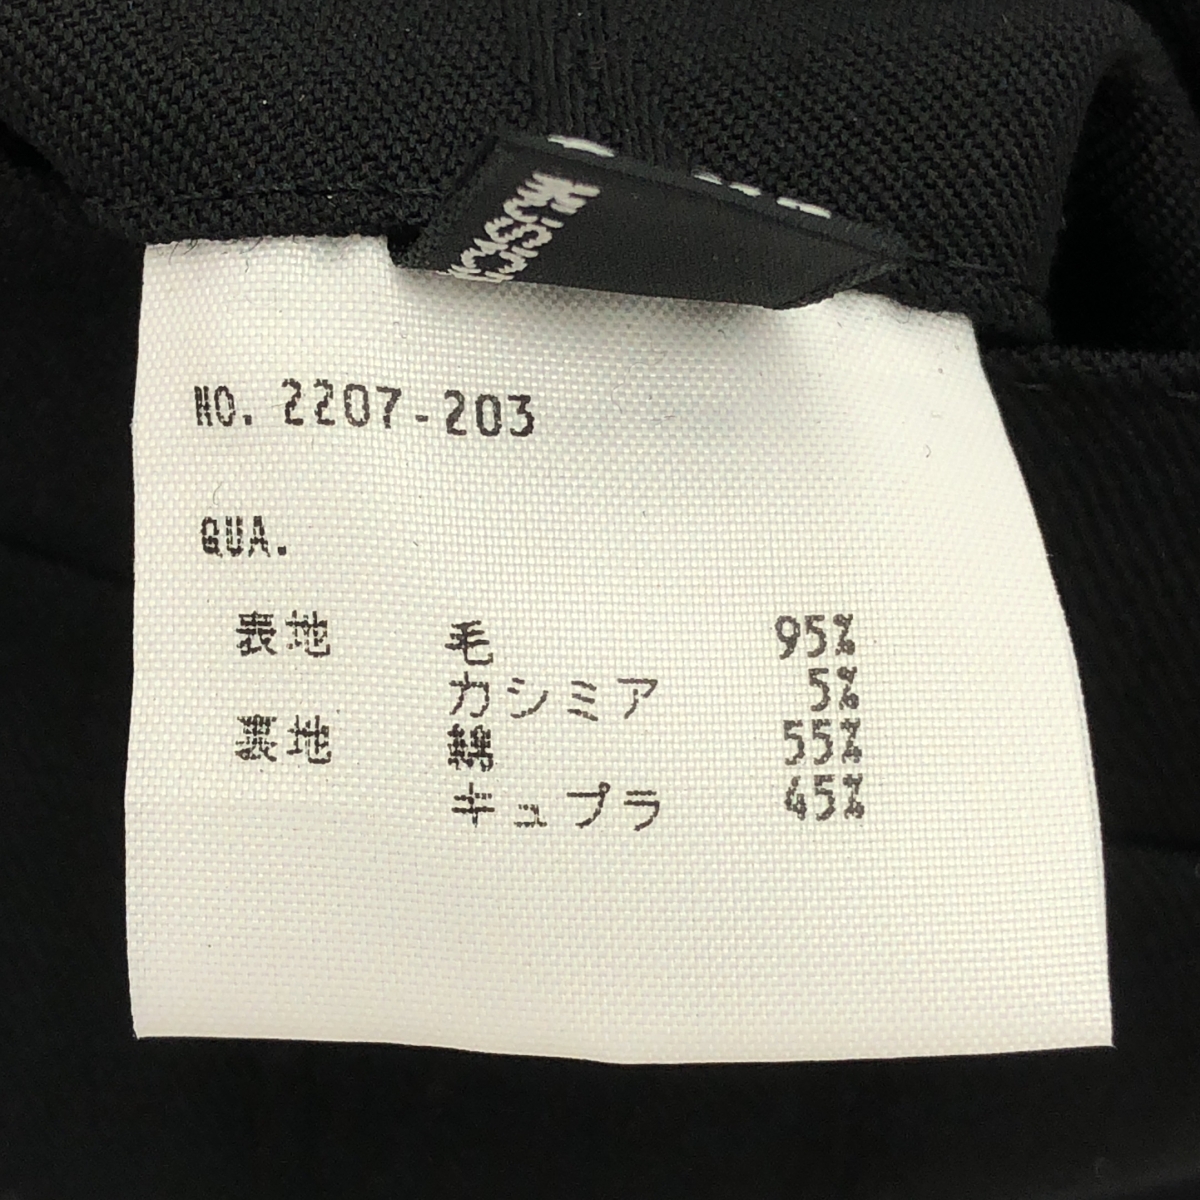 NO. 2207-203
QUA.
表地 毛 95%
カシミア 5%
裏地 綿 55%
キュプラ 45%